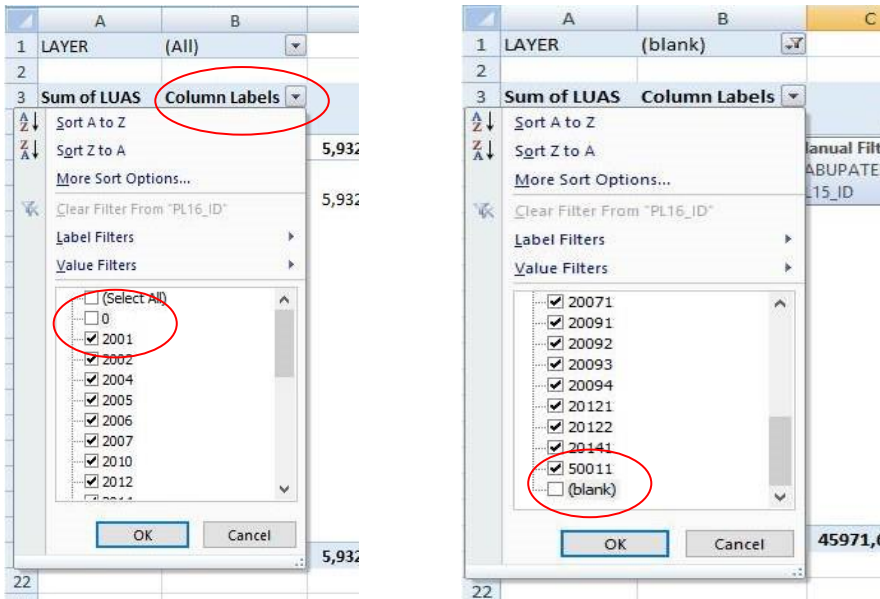 A B
1 LAYER (All)
2
3 Sum of LUAS Column Labels
Sort A to Z
Sort Z to A 5,932
More Sort Options...
Clear Filter From "PL16_ID" 5,932
Label Filters
Value Filters
(Select All)
0
2001
2002
2004
2005
2006
2007
2010
2012
OK Cancel
5,932
22
A B C
1 LAYER (blank)
2
3 Sum of LUAS Column Labels
Sort A to Z
Sort Z to A lanual Filt
ABUPATE
More Sort Options... L15_ID
Clear Filter From "PL16_ID"
Label Filters
Value Filters
20071
20091
20092
20093
20094
20121
20122
20141
50011
(blank)
OK Cancel 45971,6
22